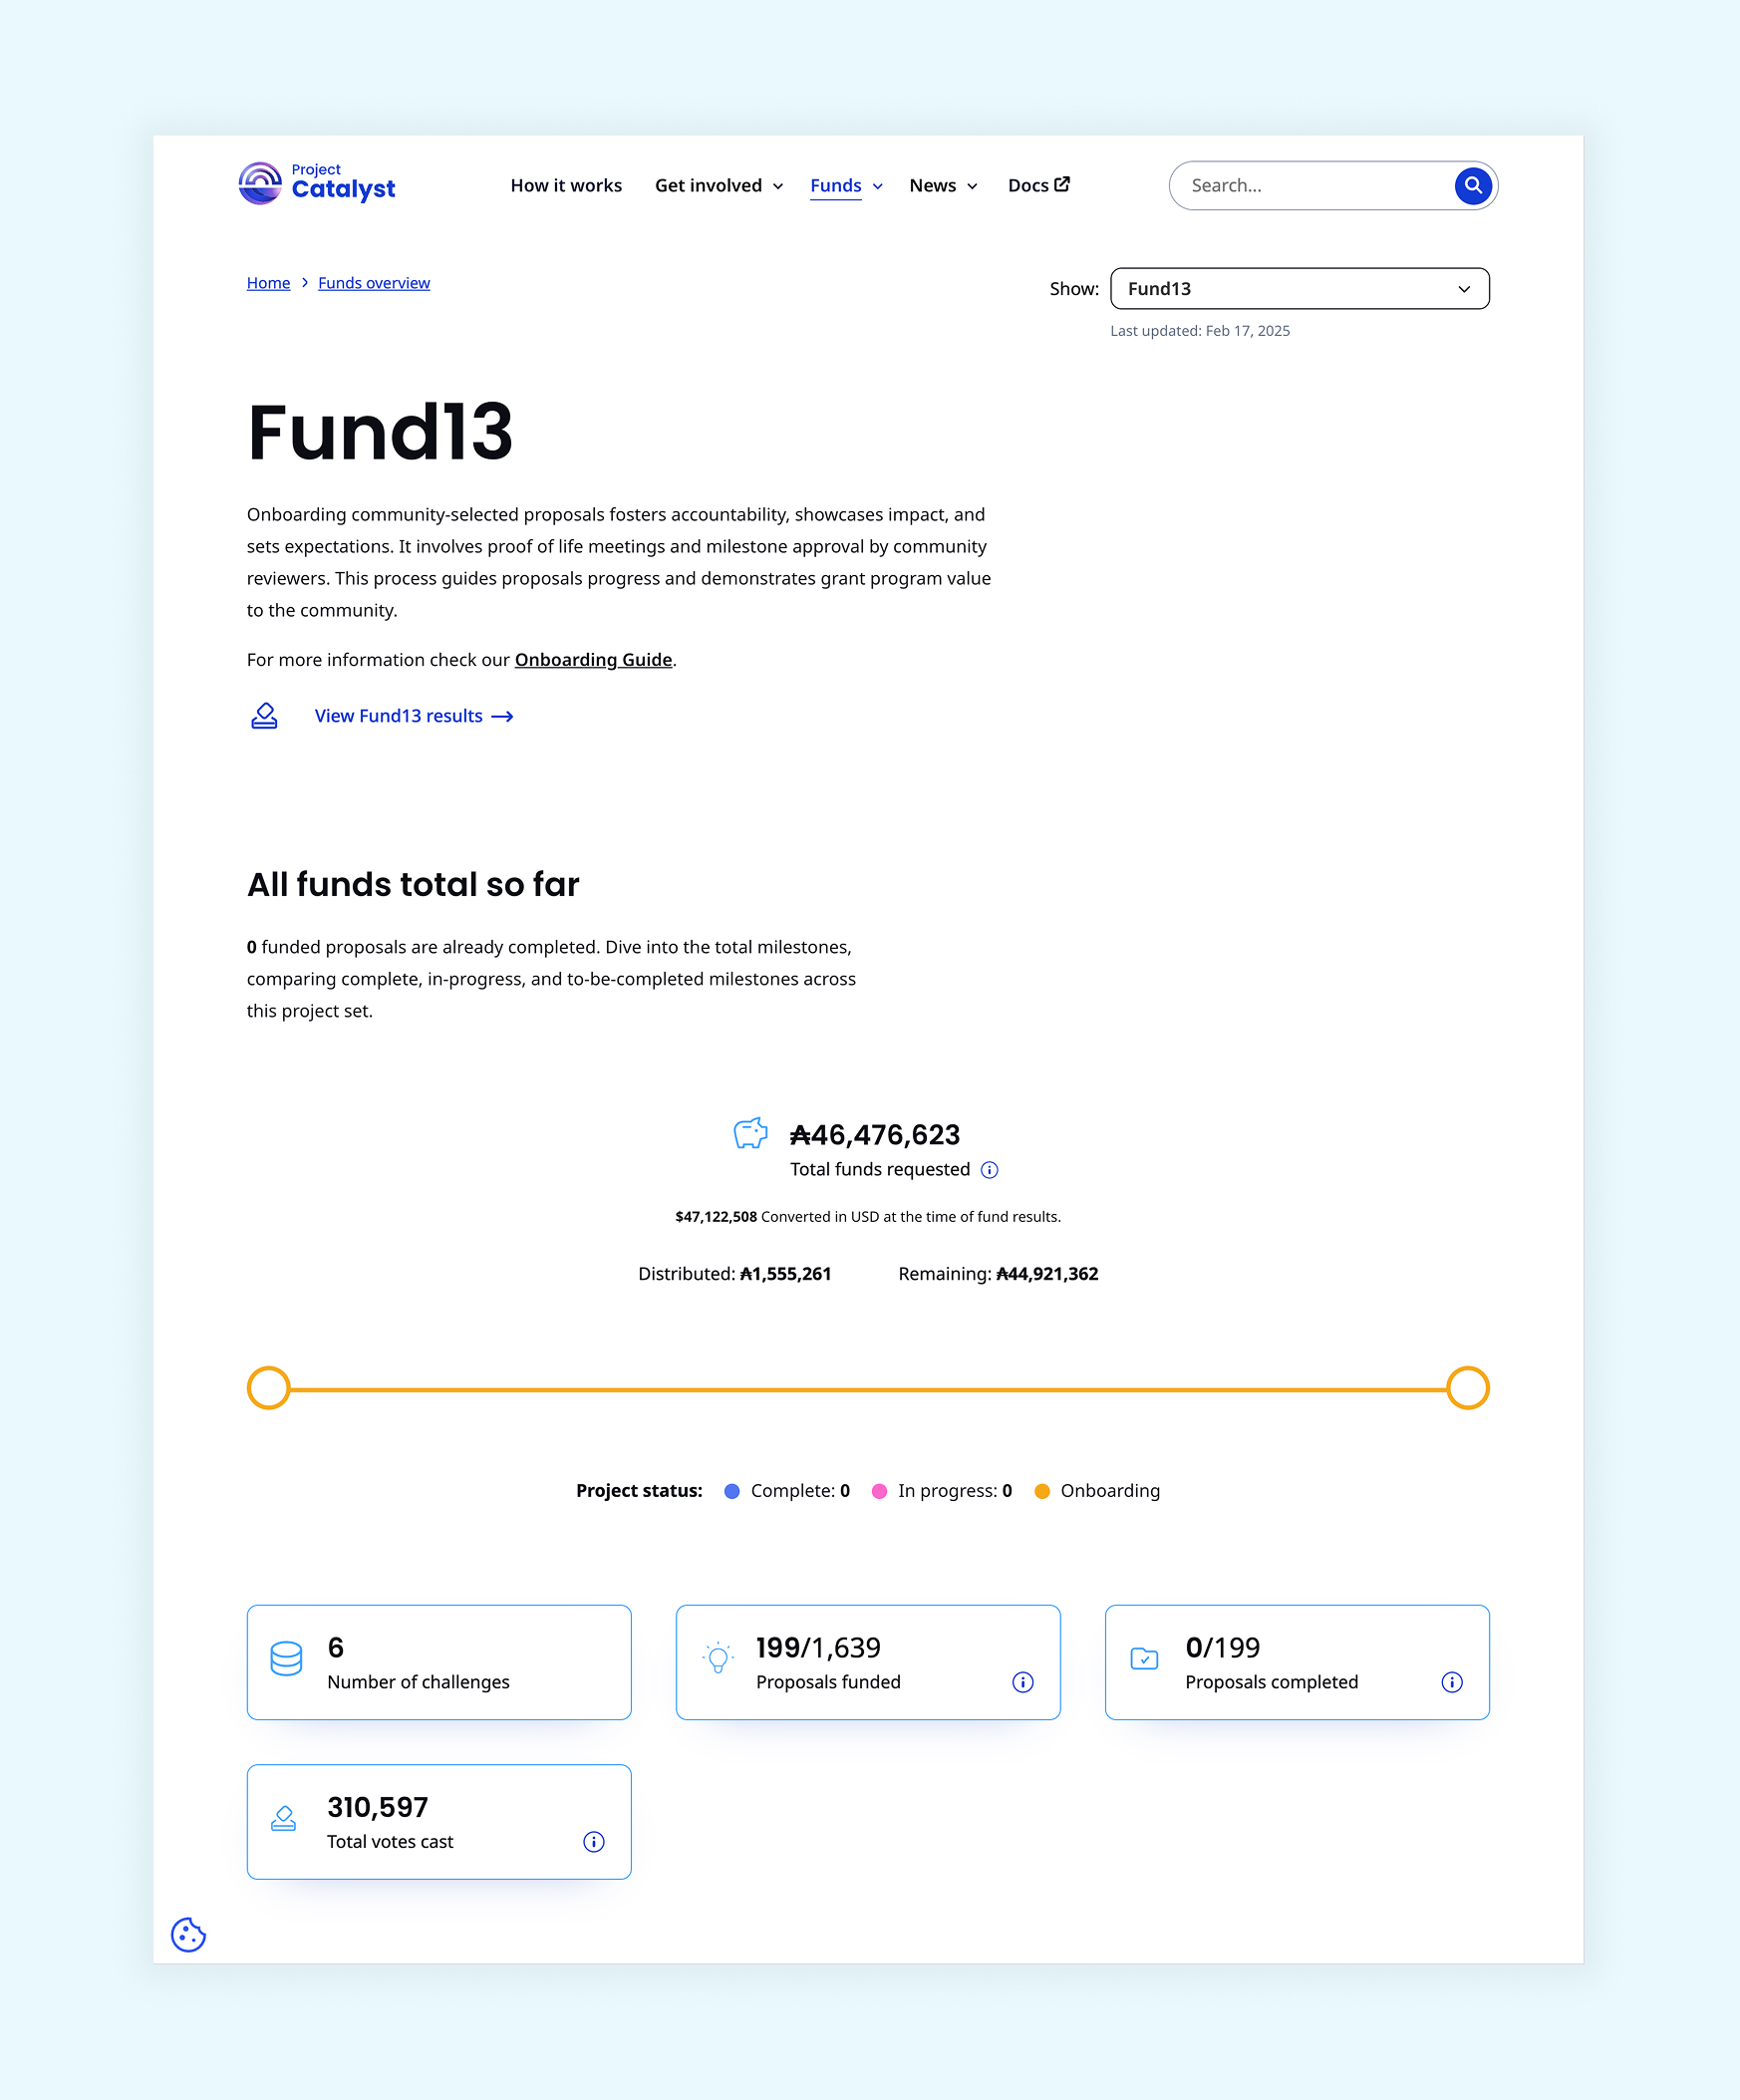 Project
Catalyst
How it works Get involved Funds News Docs
Search...
Home Funds overview
Show: Fund13
Last updated: Feb 17, 2025
Fund13
Onboarding community-selected proposals fosters accountability, showcases impact, and
sets expectations. It involves proof of life meetings and milestone approval by community
reviewers. This process guides proposals progress and demonstrates grant program value
to the community.
For more information check our Onboarding Guide.
View Fund13 results
All funds total so far
0 funded proposals are already completed. Dive into the total milestones,
comparing complete, in-progress, and to-be-completed milestones across
this project set.
₳46,476,623
Total funds requested
$47,122,508 Converted in USD at the time of fund results.
Distributed: ₳1,555,261 Remaining: ₳44,921,362
Project status: Complete: 0 In progress: 0 Onboarding
6
Number of challenges
199/1,639
Proposals funded
0/199
Proposals completed
310,597
Total votes cast